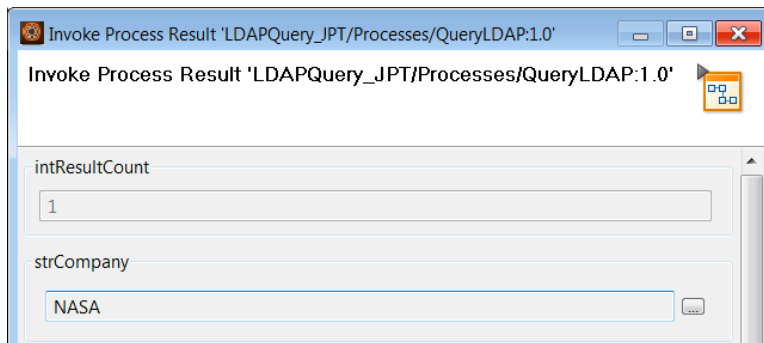 Invoke Process Result 'LDAPQuery_JPT/Processes/QueryLDAP:1.0'
Invoke Process Result 'LDAPQuery_JPT/Processes/QueryLDAP:1.0'
intResultCount
1
strCompany
NASA
...